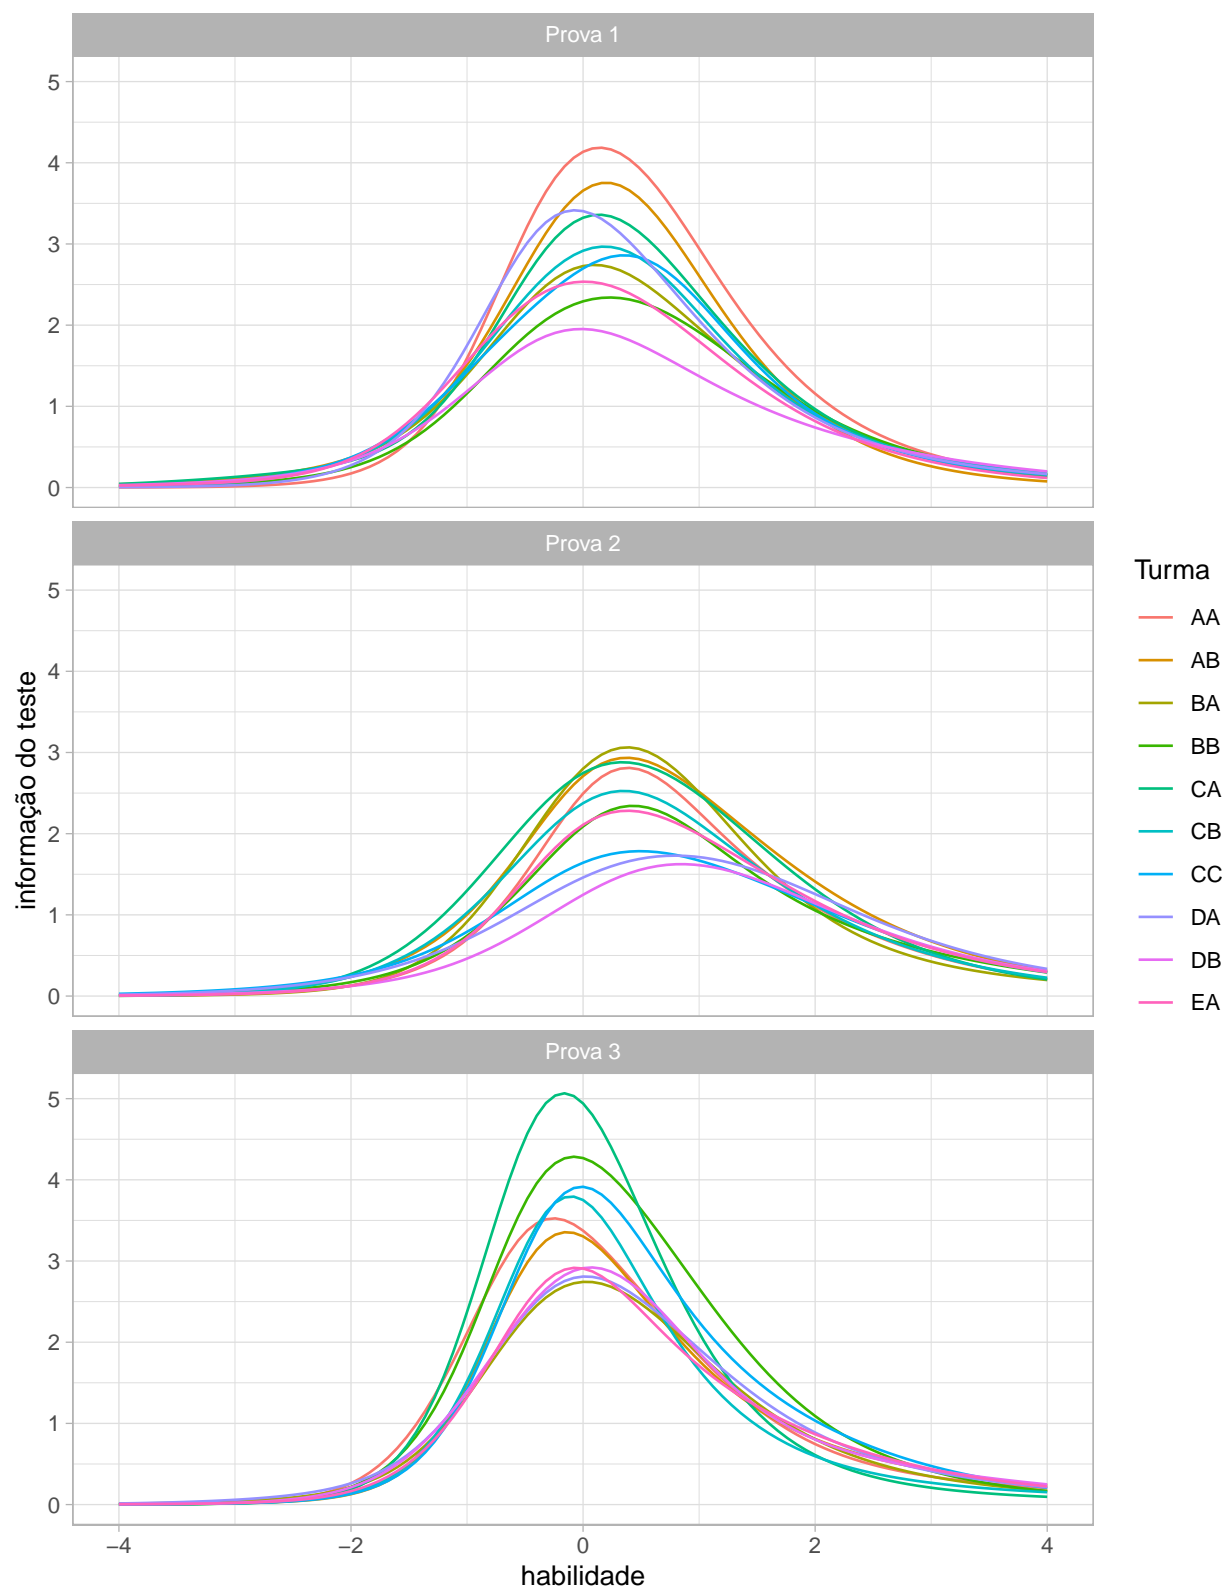 Prova 1
5
4
3
2
1
0
Prova 2
5
4
3
2
1
0
Prova 3
5
4
3
2
1
0
−4 −2 0 2 4
habilidade
informação do teste
Turma
AA
AB
BA
BB
CA
CB
CC
DA
DB
EA